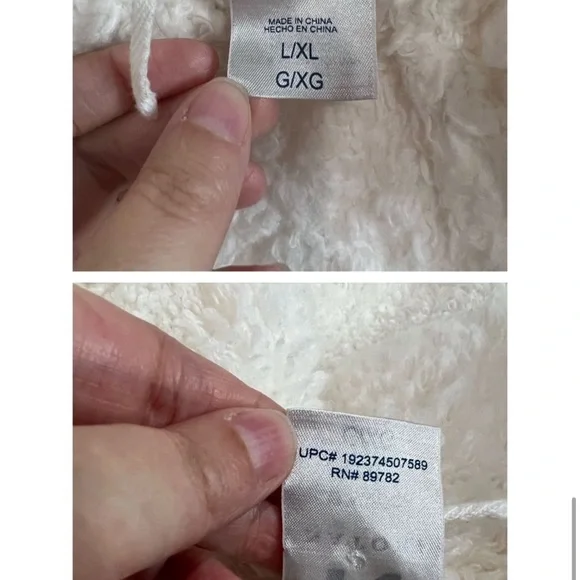 MADE IN CHINA
HECHO EN CHINA
L/XL
G/XG
UPC# 192374507589
RN# 89782